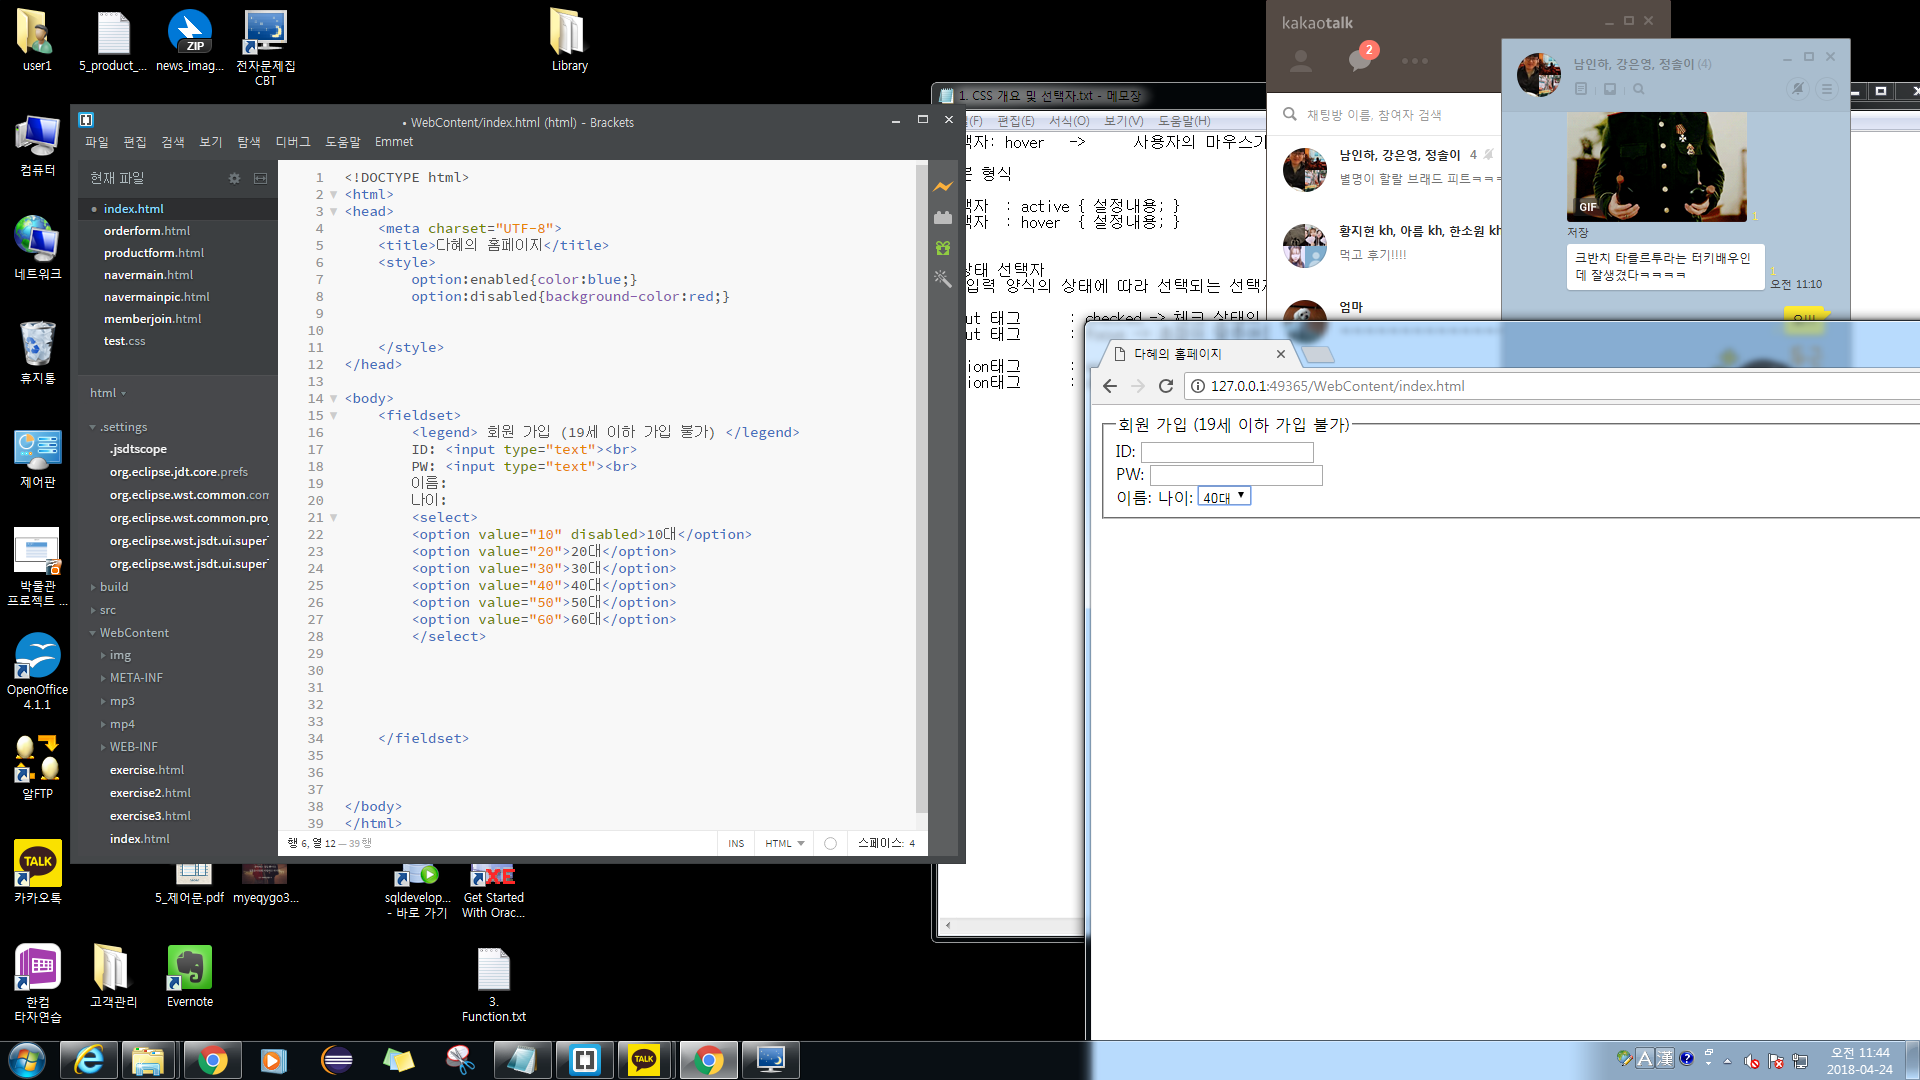 user1
5_product_...
news_imag...
전자문제집
CBT
Library
컴퓨터
네트워크
휴지통
제어판
박물관
프로젝트 ...
OpenOffice
4.1.1
알FTP
카카오톡
한컴
타자연습
고객관리
Evernote
5_제어문.pdf
myeqygo3...
sqldevelop...
- 바로 가기
Get Started
With Orac...
3.
Function.txt
• WebContent/index.html (html) - Brackets
파일 편집 검색 보기 탐색 디버그 도움말 Emmet
현재 파일
index.html
orderform.html
productform.html
navermain.html
navermainpic.html
memberjoin.html
test.css
html
.settings
.jsdtscope
org.eclipse.jdt.core.prefs
org.eclipse.wst.common.com
org.eclipse.wst.common.pro
org.eclipse.wst.jsdt.ui.super
org.eclipse.wst.jsdt.ui.super
build
src
WebContent
img
META-INF
mp3
mp4
WEB-INF
exercise.html
exercise2.html
exercise3.html
index.html
1 <!DOCTYPE html>
2 <html>
3 <head>
4 <meta charset="UTF-8">
5 <title>다혜의 홈페이지</title>
6 <style>
7 option:enabled{color:blue;}
8 option:disabled{background-color:red;}
9
10
11 </style>
12 </head>
13
14 <body>
15 <fieldset>
16 <legend> 회원 가입 (19세 이하 가입 불가) </legend>
17 ID: <input type="text"><br>
18 PW: <input type="text"><br>
19 이름:
20 나이:
21 <select>
22 <option value="10" disabled>10대</option>
23 <option value="20">20대</option>
24 <option value="30">30대</option>
25 <option value="40">40대</option>
26 <option value="50">50대</option>
27 <option value="60">60대</option>
28 </select>
29
30
31
32
33
34 </fieldset>
35
36
37
38 </body>
39 </html>
행 6, 열 12 — 39 행
INS HTML 스페이스: 4
1. CSS 개요 및 선택자.txt - 메모장
편집(E) 서식(O) 보기(V) 도움말(H)
: hover -> 사용자의 마우스가
형식
: active { 설정내용; }
: hover { 설정내용; }
선택자
입력 양식의 상태에 따라 선택되는
태그 : checked -> 체크 상태의
태그 :
ion태그 :
ion태그 :
kakaotalk
2
채팅방 이름, 참여자 검색
남인하, 강은영, 정솔이 4
별명이 할랄 브래드 피트ㅋㅋㅋ
황지현 kh, 아름 kh, 한소원 kh
먹고 후기!!!!
엄마
남인하, 강은영, 정솔이 (4)
GIF
1
저장
크반치 타틀르투라는 터키배우인
데 잘생겼다ㅋㅋㅋㅋ
1
오전 11:10
다혜의 홈페이지
127.0.0.1:49365/WebContent/index.html
회원 가입 (19세 이하 가입 불가)
ID:
PW:
이름: 나이: 40대
TALK
A 漢
오전 11:44
2018-04-24